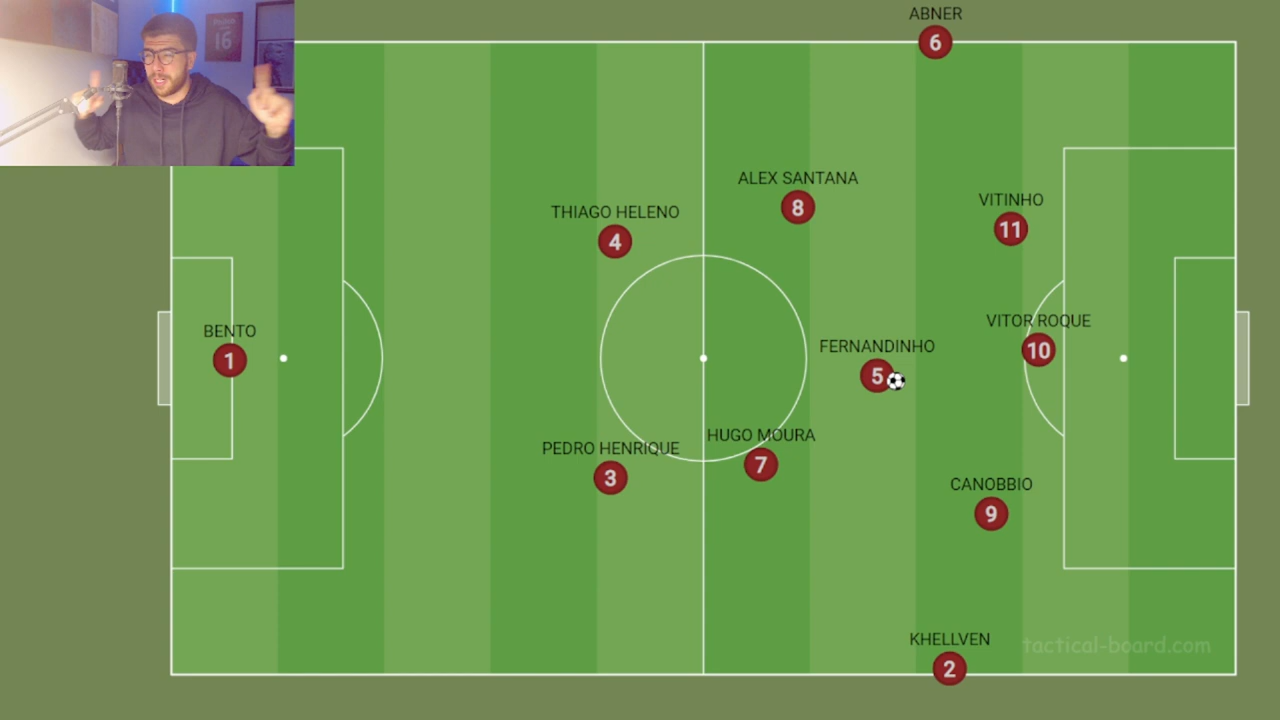 ABNER
6
ALEX SANTANA
8
VITINHO
11
THIAGO HELENO
4
BENTO
1
VITOR ROQUE
10
FERNANDINHO
5
HUGO MOURA
7
PEDRO HENRIQUE
3
CANOBBIO
9
KHELLVEN
2
tactical-board.com
16